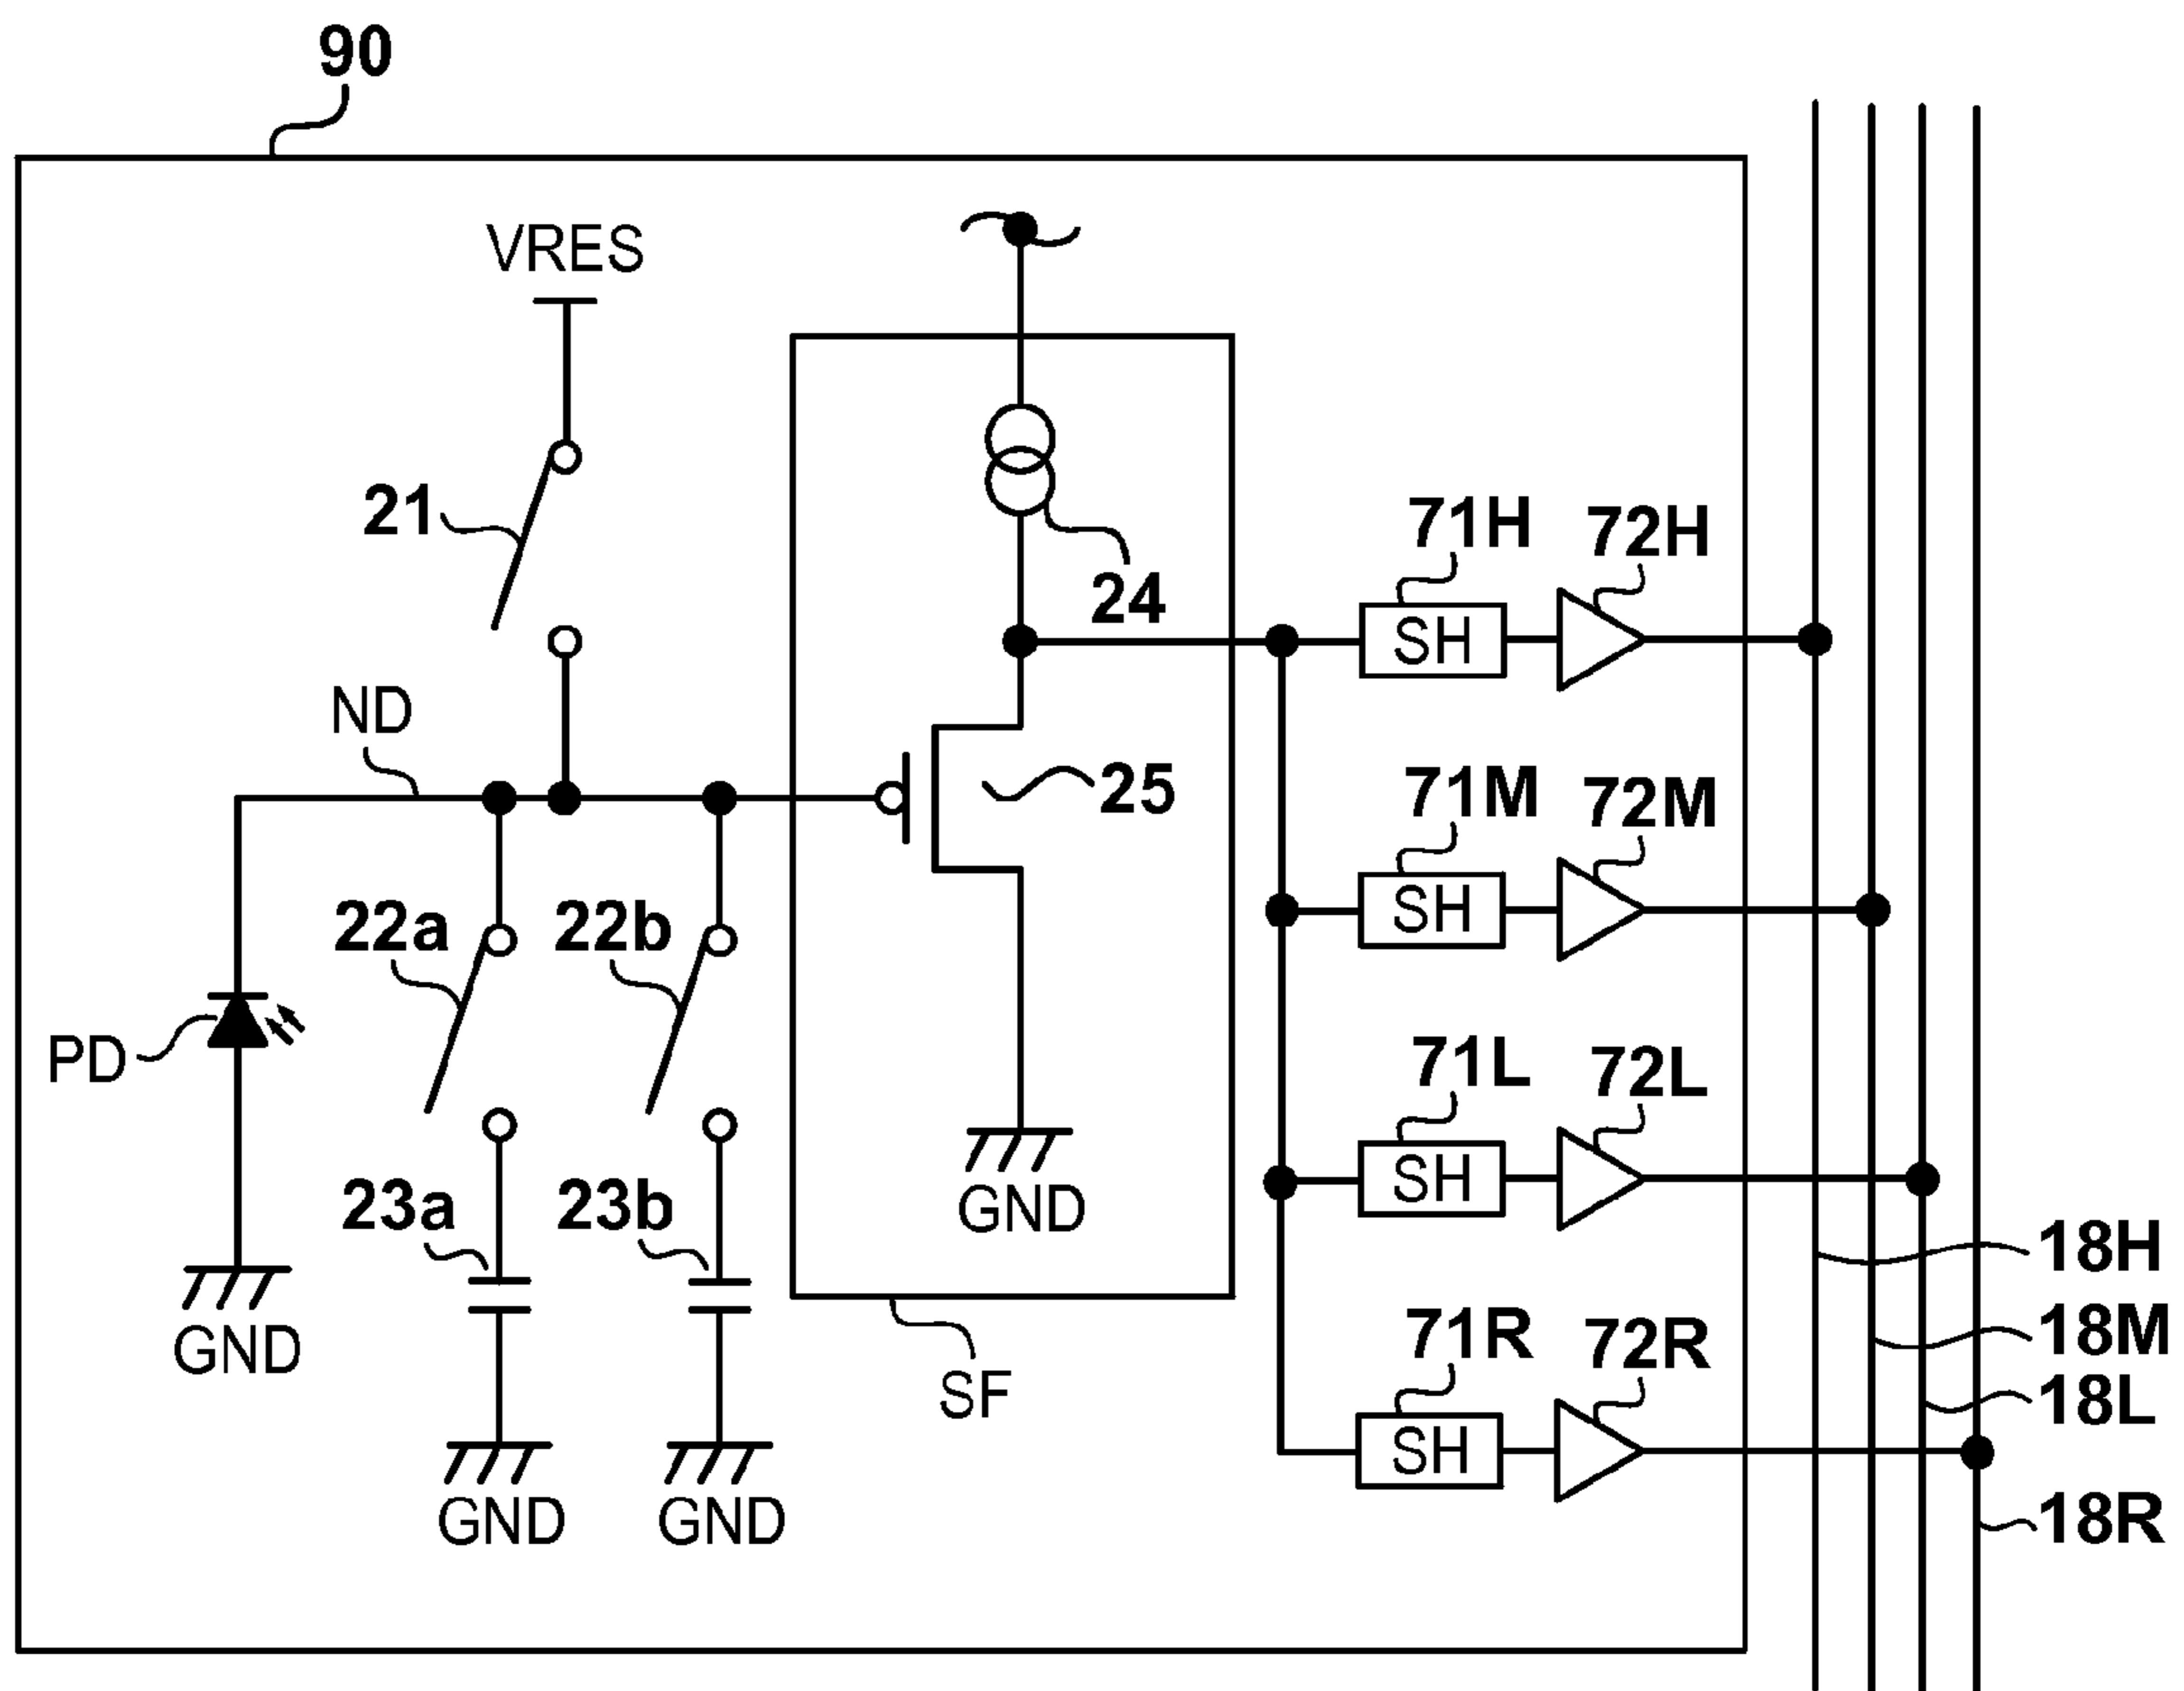 90
VRES
21
24
71H
72H
SH
ND
25
71M
72M
SH
22a
22b
PD
71L
72L
SH
23a
23b
GND
18H
GND
71R
72R
18M
SF
18L
SH
GND
GND
18R